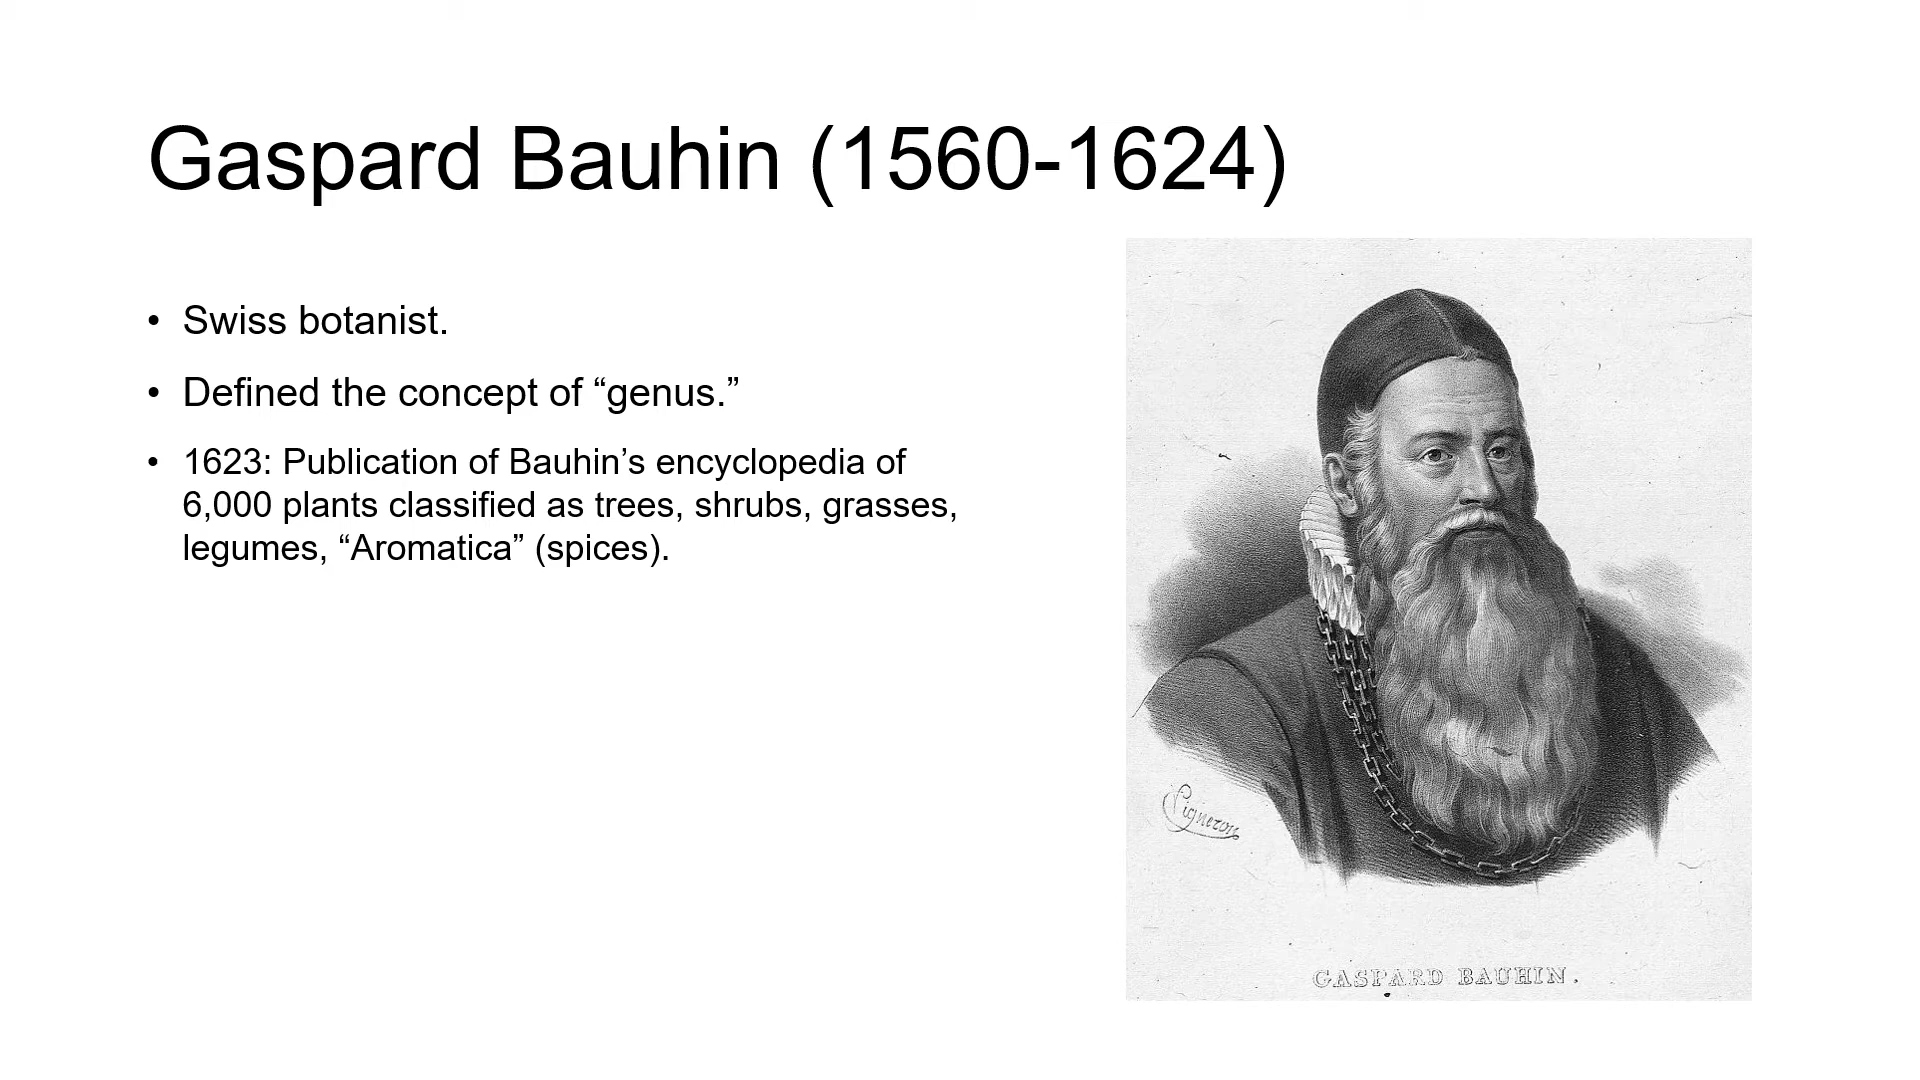 Gaspard Bauhin (1560-1624)
• Swiss botanist.
• Defined the concept of “genus.”
• 1623: Publication of Bauhin’s encyclopedia of
6,000 plants classified as trees, shrubs, grasses,
legumes, “Aromatica” (spices).
Vigneron
GASPARD BAUHIN.